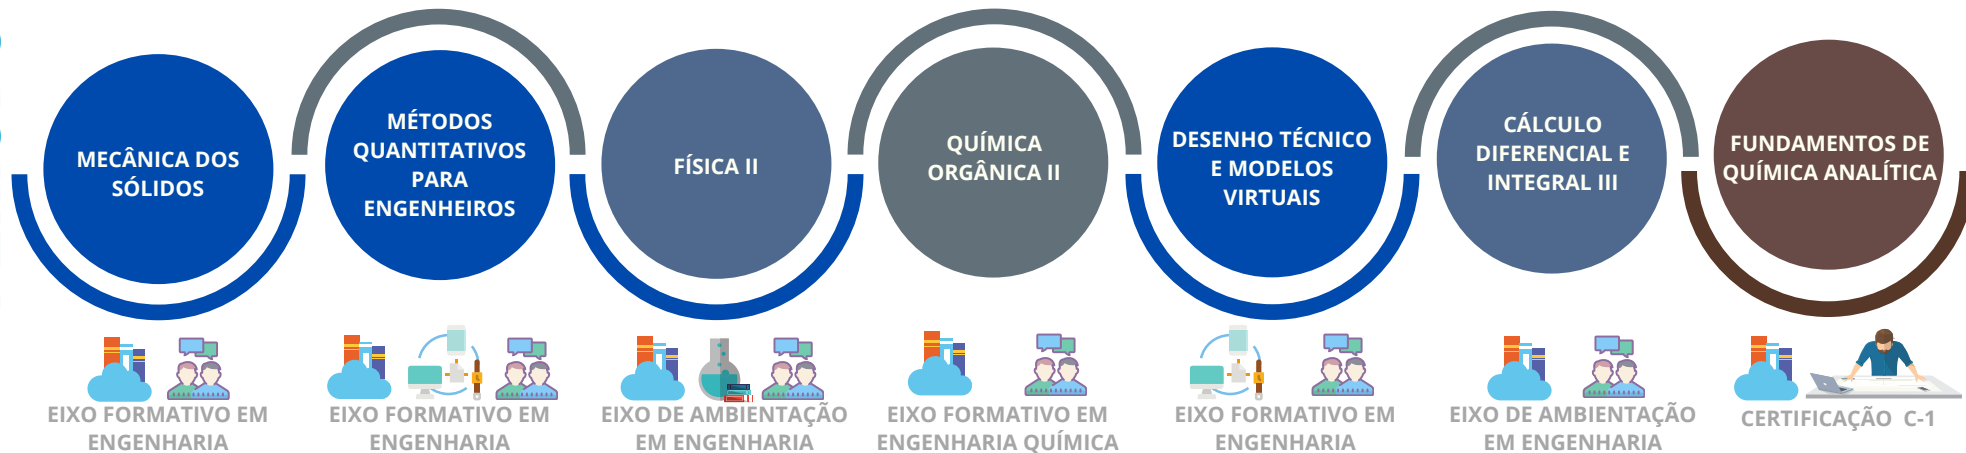 MECÂNICA DOS
SÓLIDOS
MÉTODOS
QUANTITATIVOS
PARA
ENGENHEIROS
FÍSICA II
QUÍMICA
ORGÂNICA II
DESENHO TÉCNICO
E MODELOS
VIRTUAIS
CÁLCULO
DIFERENCIAL E
INTEGRAL III
FUNDAMENTOS DE
QUÍMICA ANALÍTICA
EIXO FORMATIVO EM
ENGENHARIA
EIXO FORMATIVO EM
ENGENHARIA
EIXO DE AMBIENTAÇÃO
EM ENGENHARIA
EIXO FORMATIVO EM
ENGENHARIA QUÍMICA
EIXO FORMATIVO EM
ENGENHARIA
EIXO DE AMBIENTAÇÃO
EM ENGENHARIA
CERTIFICAÇÃO C-1